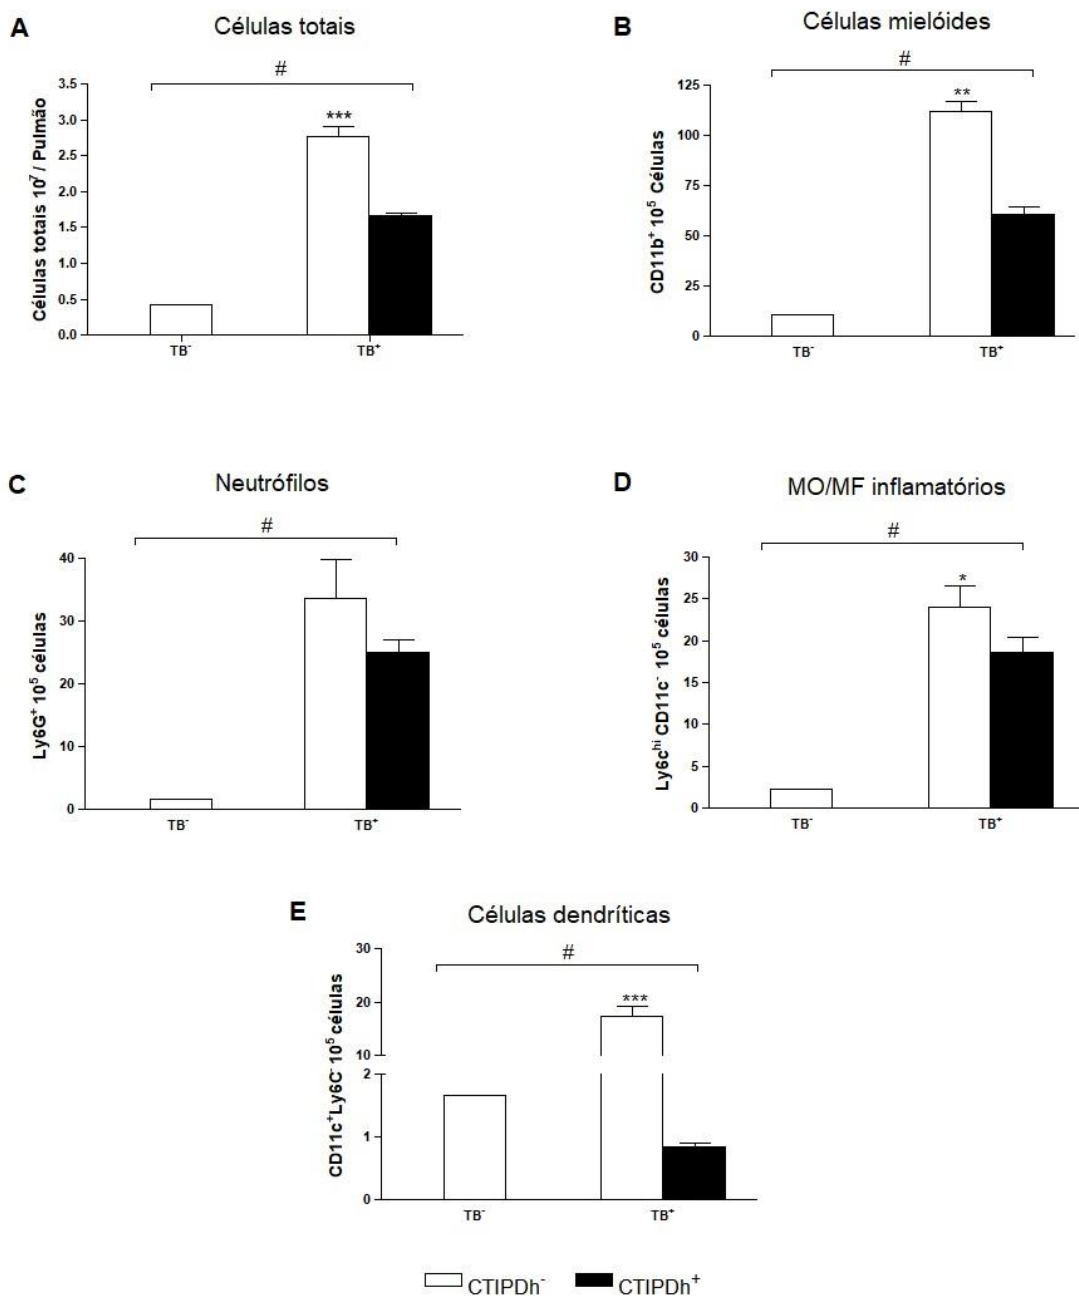 A
Células totais
#
***
3.5
3.0
2.5
2.0
1.5
1.0
0.5
0.0
Células totais 10⁷ / Pulmão
TB⁻
TB⁺
B
Células mielóides
#
**
125
100
75
50
25
0
CD11b⁺ 10⁵ Células
TB⁻
TB⁺
C
Neutrófilos
#
40
30
20
10
0
Ly6G⁺ 10⁵ células
TB⁻
TB⁺
D
MO/MF inflamatórios
#
*
30
25
20
15
10
5
0
Ly6cʰⁱ CD11c⁻ 10⁵ células
TB⁻
TB⁺
E
Células dendríticas
#
***
30
20
10
2
1
0
CD11c⁺Ly6C⁻ 10⁵ células
TB⁻
TB⁺
CTIPDh⁻ CTIPDh⁺